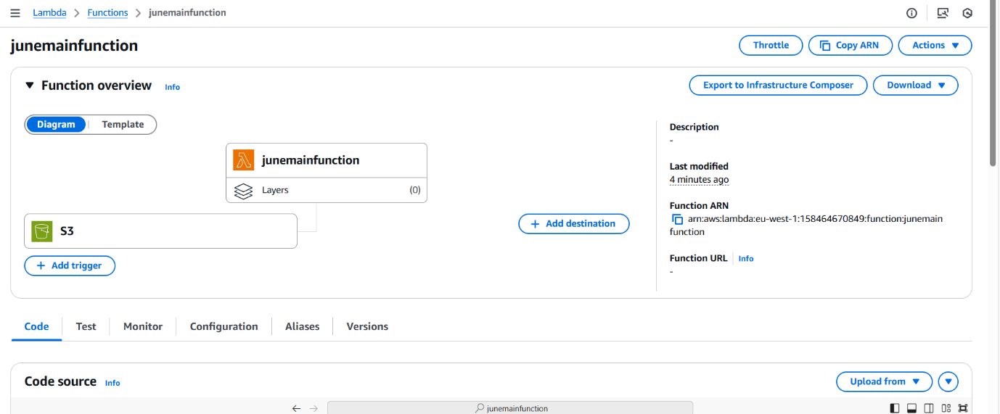 Lambda Functions junemainfunction
junemainfunction
Throttle Copy ARN Actions
Function overview Info
Export to Infrastructure Composer Download
Diagram Template
junemainfunction
Layers (0)
S3
Add trigger
Add destination
Description
-
Last modified
4 minutes ago
Function ARN
arn:aws:lambda:eu-west-1:158464670849:function:junemain
function
Function URL Info
-
Code Test Monitor Configuration Aliases Versions
Code source Info
Upload from
junemainfunction